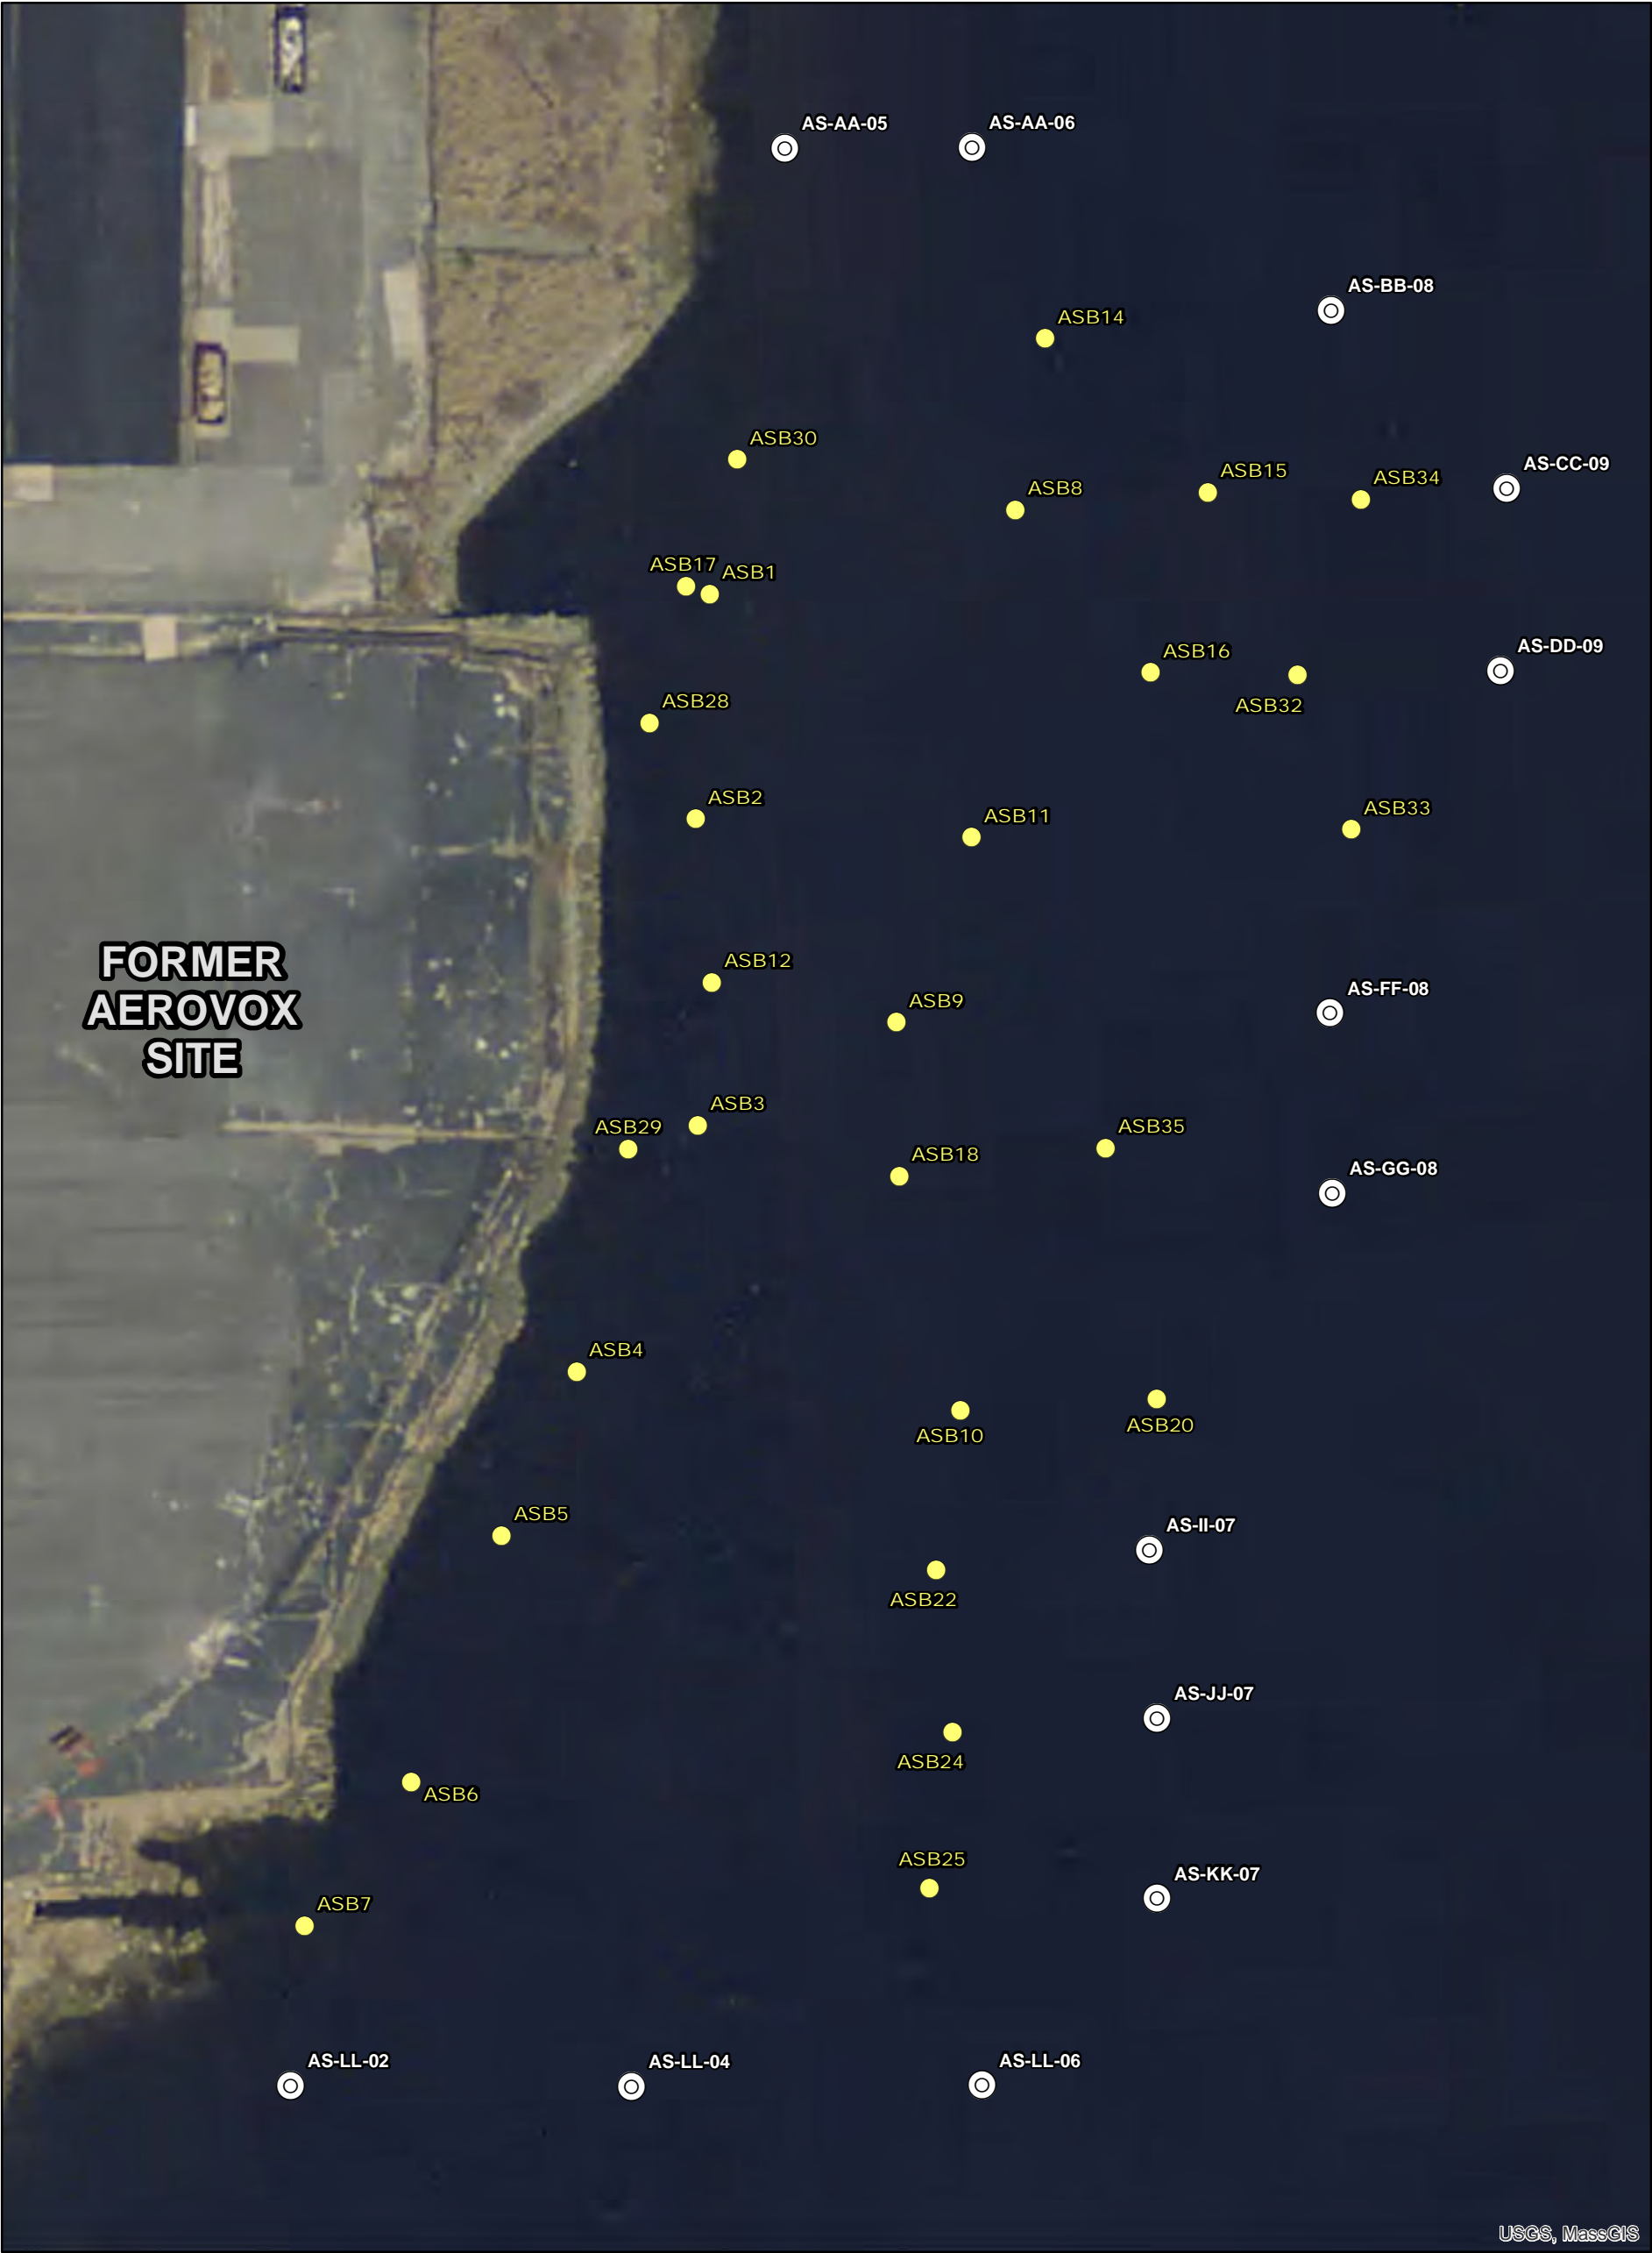 AS-AA-05
AS-AA-06
AS-BB-08
ASB14
ASB30
AS-CC-09
ASB15
ASB34
ASB8
ASB17
ASB1
AS-DD-09
ASB16
ASB32
ASB28
ASB2
ASB33
ASB11
FORMER
AEROVOX
SITE
ASB12
AS-FF-08
ASB9
ASB3
ASB29
ASB35
ASB18
AS-GG-08
ASB4
ASB20
ASB10
ASB5
AS-II-07
ASB22
AS-JJ-07
ASB24
ASB6
ASB25
AS-KK-07
ASB7
AS-LL-02
AS-LL-04
AS-LL-06
USGS, MassGIS